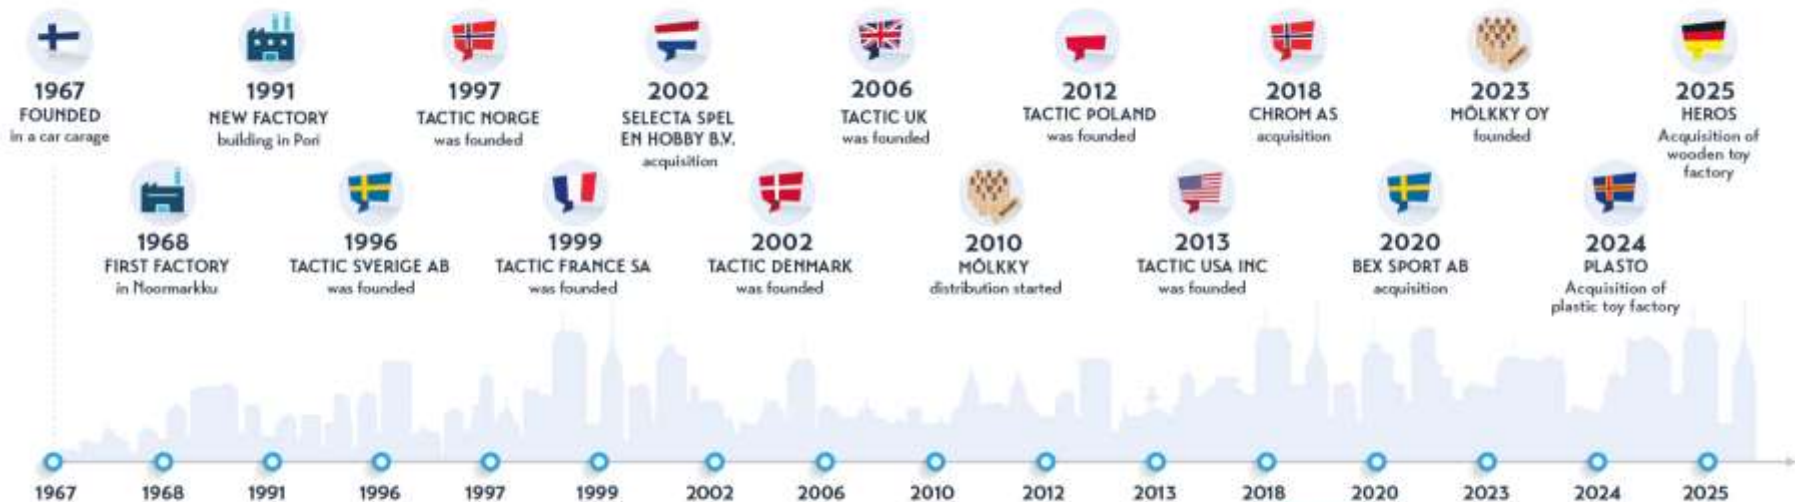 1967
FOUNDED
in a car carage
1968
FIRST FACTORY
in Noormarkku
1991
NEW FACTORY
building in Pori
1996
TACTIC SVERIGE AB
was founded
1997
TACTIC NORGE
was founded
1999
TACTIC FRANCE SA
was founded
2002
SELECTA SPEL
EN HOBBY B.V.
acquisition
2002
TACTIC DENMARK
was founded
2006
TACTIC UK
was founded
2010
MÖLKKY
distribution started
2012
TACTIC POLAND
was founded
2013
TACTIC USA INC
was founded
2018
CHROM AS
acquisition
2020
BEX SPORT AB
acquisition
2023
MÖLKKY OY
founded
2024
PLASTO
Acquisition of
plastic toy factory
2025
HEROS
Acquisition of
wooden toy
factory
1967 1968 1991 1996 1997 1999 2002 2006 2010 2012 2013 2018 2020 2023 2024 2025